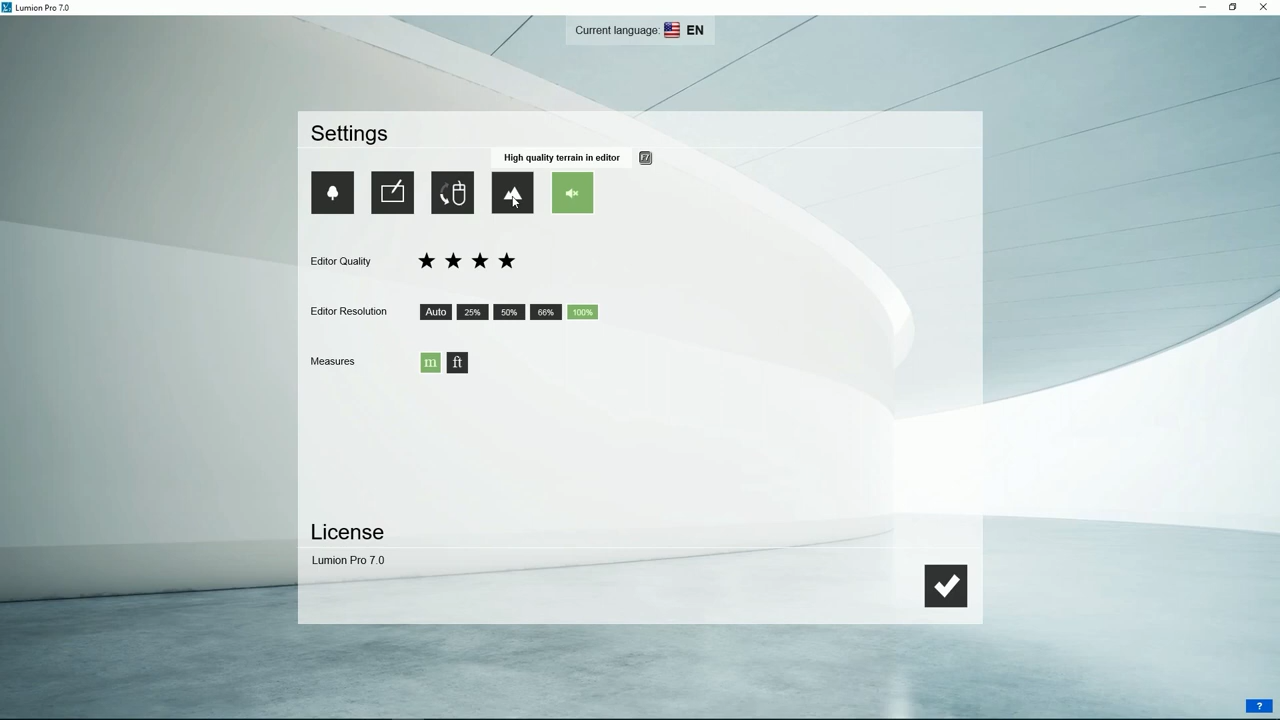 Lumion Pro 7.0
Current language: EN
Settings
High quality terrain in editor F7
Editor Quality
Editor Resolution Auto 25% 50% 66% 100%
Measures m ft
License
Lumion Pro 7.0
?